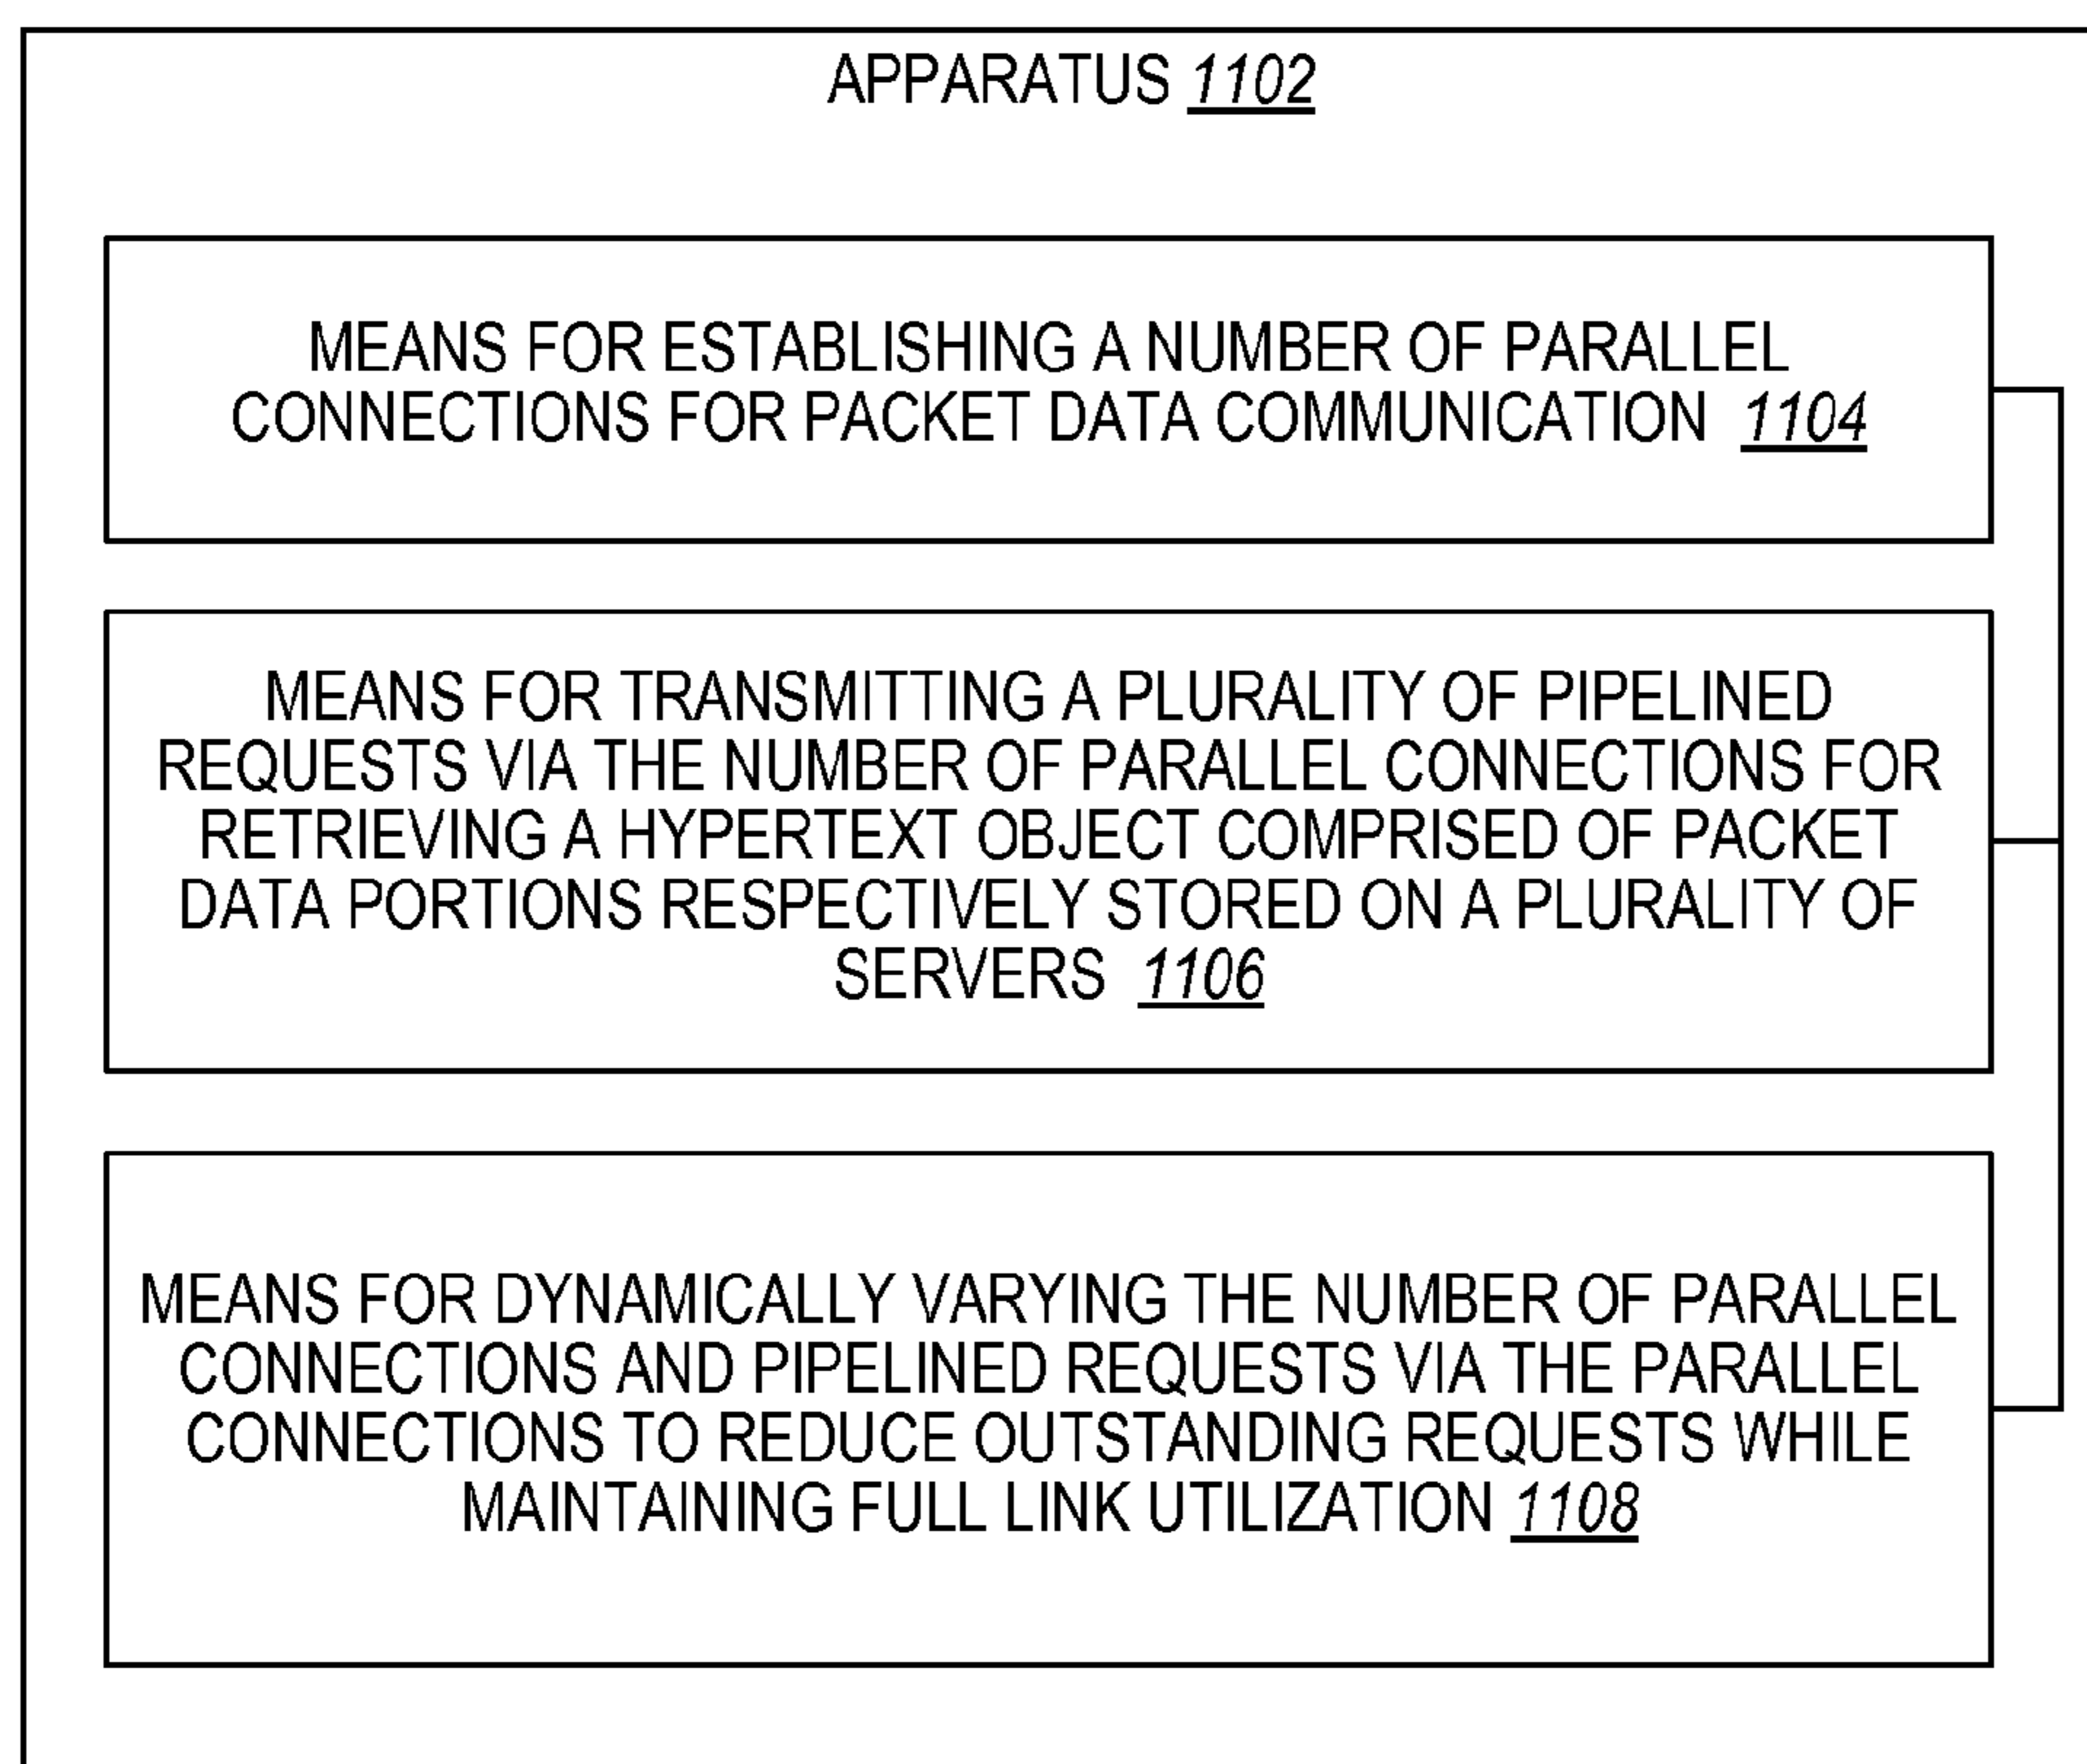 APPARATUS 1102
MEANS FOR ESTABLISHING A NUMBER OF PARALLEL
CONNECTIONS FOR PACKET DATA COMMUNICATION 1104
MEANS FOR TRANSMITTING A PLURALITY OF PIPELINED
REQUESTS VIA THE NUMBER OF PARALLEL CONNECTIONS FOR
RETRIEVING A HYPERTEXT OBJECT COMPRISED OF PACKET
DATA PORTIONS RESPECTIVELY STORED ON A PLURALITY OF
SERVERS 1106
MEANS FOR DYNAMICALLY VARYING THE NUMBER OF PARALLEL
CONNECTIONS AND PIPELINED REQUESTS VIA THE PARALLEL
CONNECTIONS TO REDUCE OUTSTANDING REQUESTS WHILE
MAINTAINING FULL LINK UTILIZATION 1108